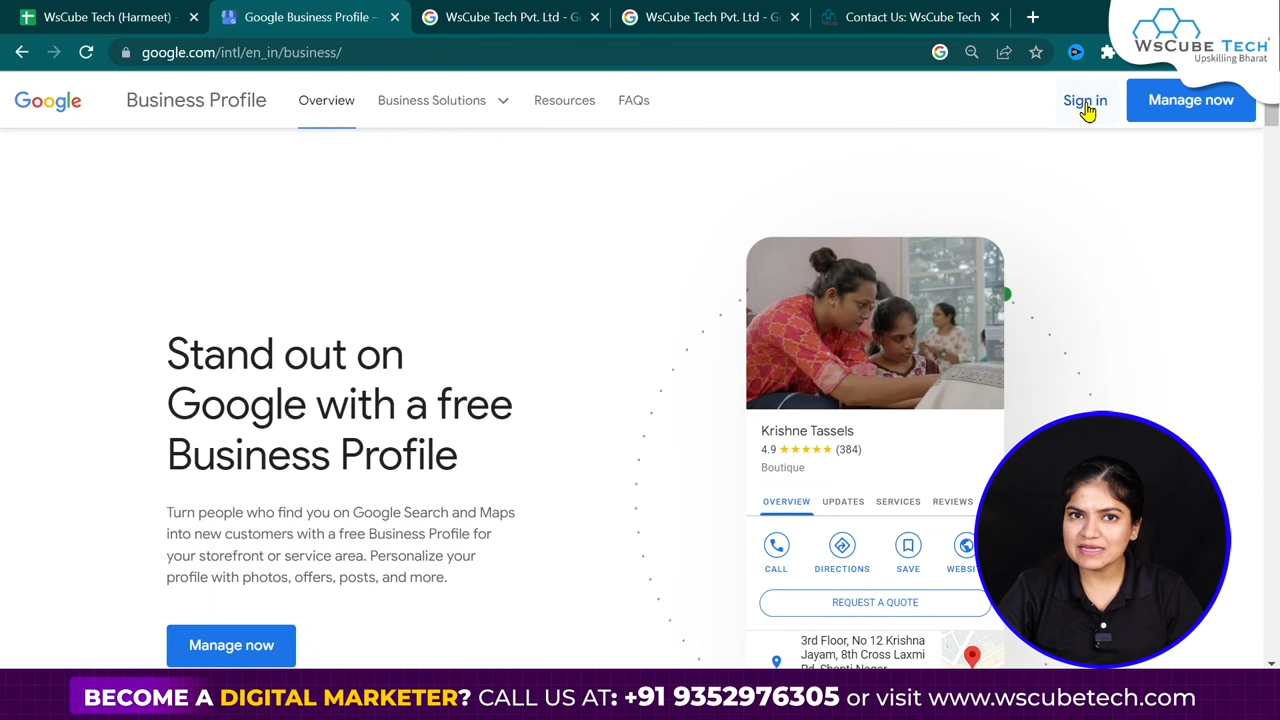 WsCube Tech (Harmeet)
Google Business Profile –
WsCube Tech Pvt. Ltd - Go
WsCube Tech Pvt. Ltd - G
Contact Us: WsCube Tech
WSCUBE TECH
Upskilling Bharat
google.com/intl/en_in/business/
Google Business Profile
Overview
Business Solutions
Resources
FAQs
Sign in
Manage now
Stand out on
Google with a free
Business Profile
Turn people who find you on Google Search and Maps
into new customers with a free Business Profile for
your storefront or service area. Personalize your
profile with photos, offers, posts, and more.
Manage now
Krishne Tassels
4.9 ★★★★★ (384)
Boutique
OVERVIEW UPDATES SERVICES REVIEWS
CALL DIRECTIONS SAVE WEBSI
REQUEST A QUOTE
3rd Floor, No 12 Krishna
Jayam, 8th Cross Laxmi
Rd, Shanti Nagar
BECOME A DIGITAL MARKETER? CALL US AT: +91 9352976305 or visit www.wscubetech.com